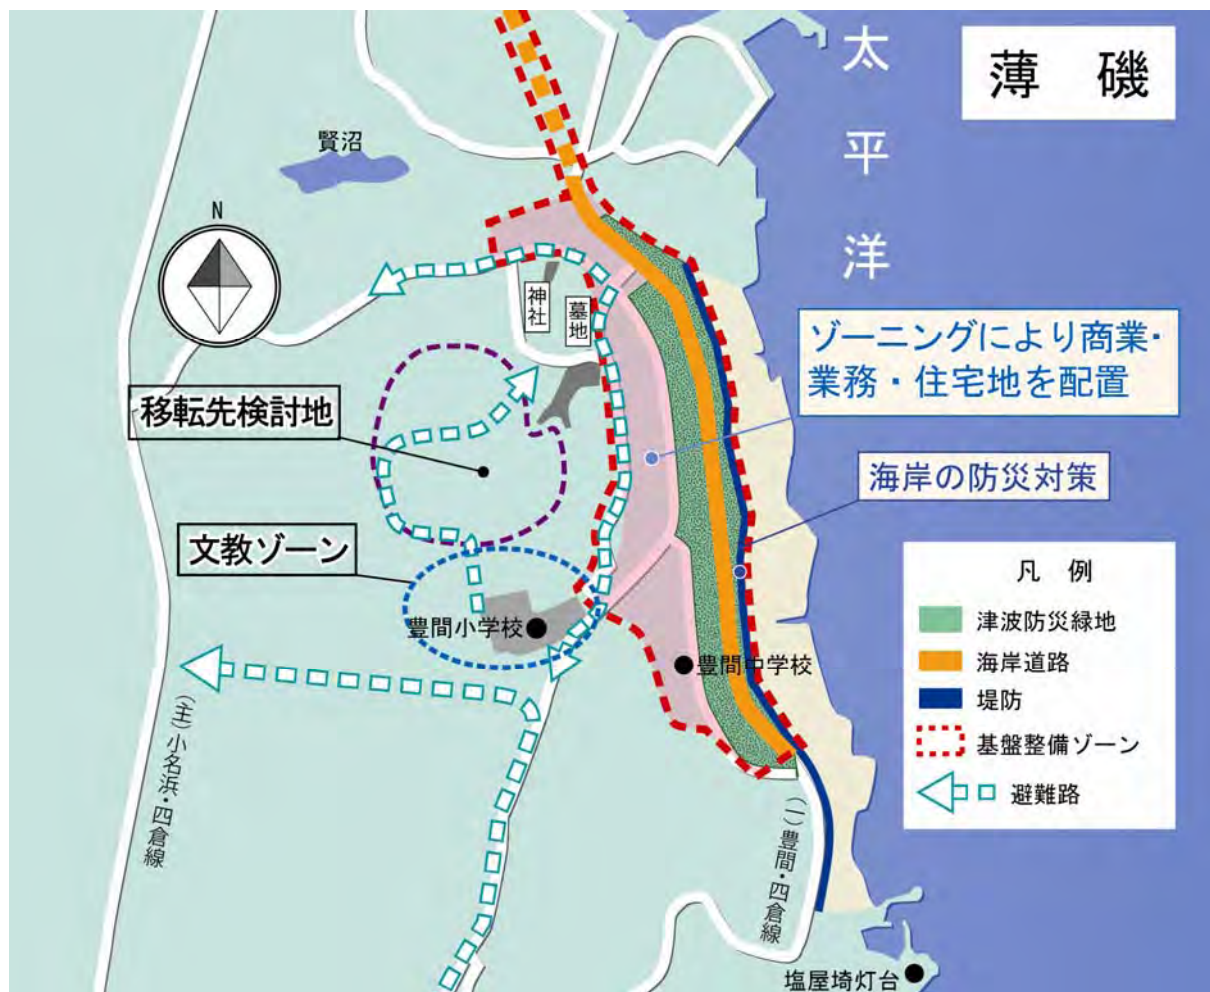 太平洋
薄 磯
賢沼
N
神社
墓地
ゾーニングにより商業・
業務・住宅地を配置
移転先検討地
海岸の防災対策
文教ゾーン
豊間小学校
豊間中学校
(主)小名浜・四倉線
(一)豊間・四倉線
塩屋埼灯台
凡 例
津波防災緑地
海岸道路
堤防
基盤整備ゾーン
避難路